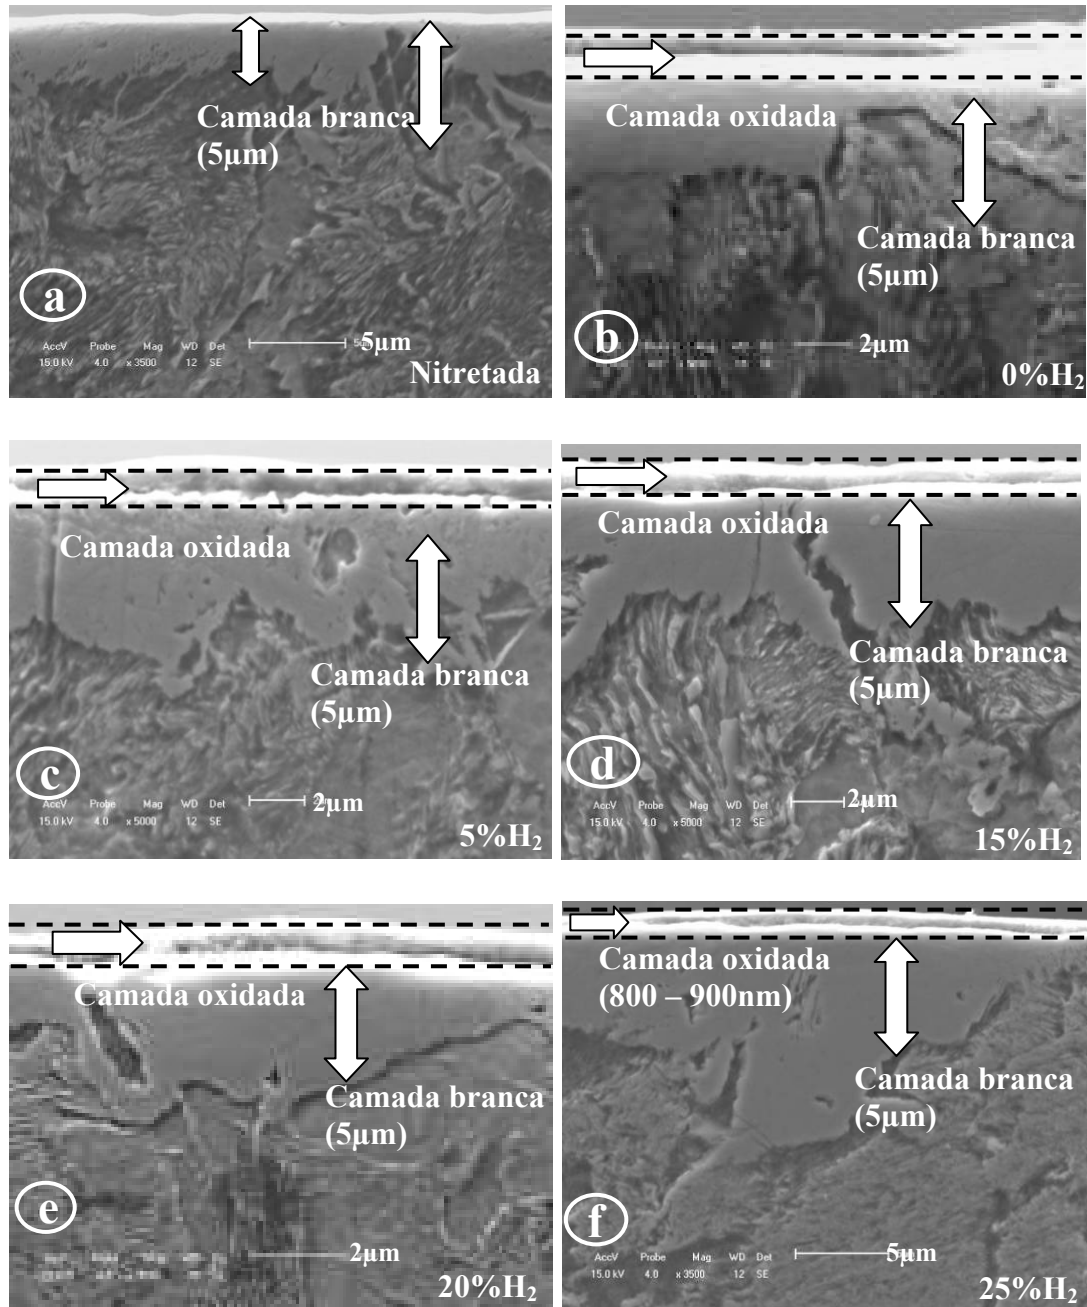 Camada branca
(5µm)
a
AccV Probe Mag WD Det
15.0 kV 4.0 x 3500 12 SE
5µm
Nitretada
Camada oxidada
Camada branca
(5µm)
b
2µm
0%H₂
Camada oxidada
Camada branca
(5µm)
c
AccV Probe Mag WD Det
15.0 kV 4.0 x 5000 12 SE
2µm
5%H₂
Camada oxidada
Camada branca
(5µm)
d
AccV Probe Mag WD Det
15.0 kV 4.0 x 5000 12 SE
2µm
15%H₂
Camada oxidada
Camada branca
(5µm)
e
2µm
20%H₂
Camada oxidada
(800 – 900nm)
Camada branca
(5µm)
f
AccV Probe Mag WD Det
15.0 kV 4.0 x 3500 12 SE
5µm
25%H₂